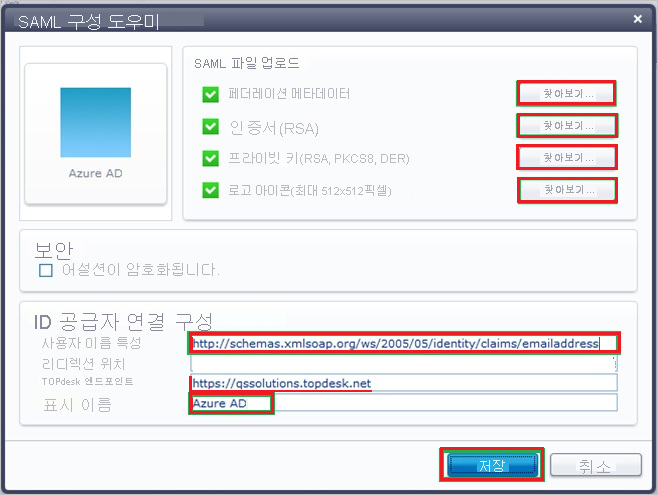 SAML 구성 도우미
Azure AD
SAML 파일 업로드
페더레이션 메타데이터 찾아보기...
인증서(RSA) 찾아보기...
프라이빗 키(RSA, PKCS8, DER) 찾아보기...
로고 아이콘(최대 512x512픽셀) 찾아보기...
보안
어설션이 암호화됩니다.
ID 공급자 연결 구성
사용자 이름 특성 http://schemas.xmlsoap.org/ws/2005/05/identity/claims/emailaddress
리디렉션 위치
TOPdesk 엔드포인트 https://qssolutions.topdesk.net
표시 이름 Azure AD
저장 취소